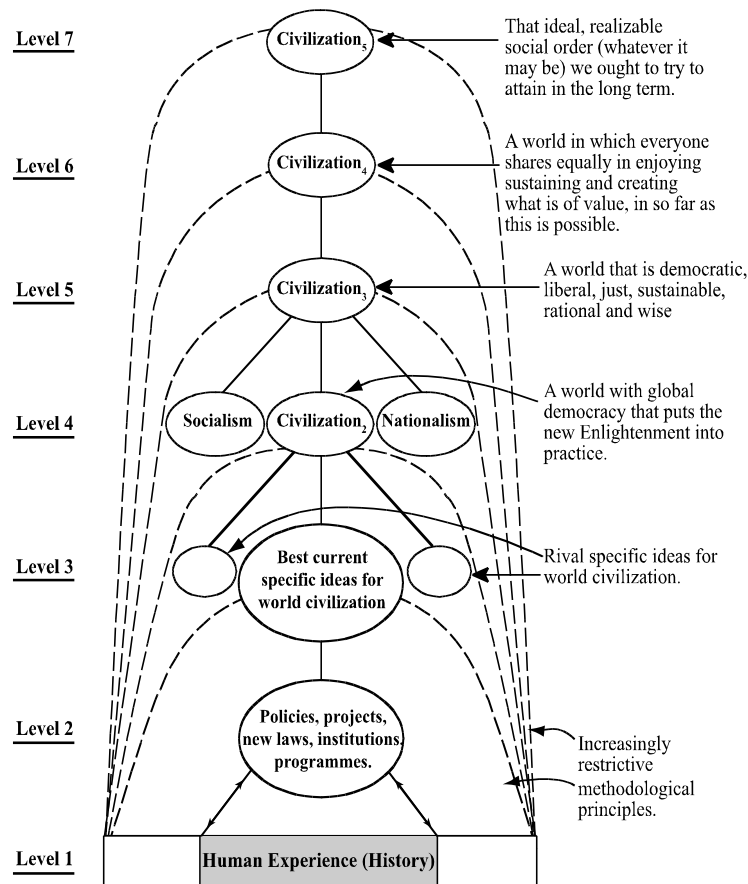 Level 7
Civilization5
That ideal, realizable
social order (whatever it
may be) we ought to try to
attain in the long term.
Level 6
Civilization4
A world in which everyone
shares equally in enjoying
sustaining and creating
what is of value, in so far as
this is possible.
Level 5
Civilization3
A world that is democratic,
liberal, just, sustainable,
rational and wise
Level 4
Socialism
Civilization2
Nationalism
A world with global
democracy that puts the
new Enlightenment into
practice.
Level 3
Best current
specific ideas for
world civilization
Rival specific ideas for
world civilization.
Level 2
Policies, projects,
new laws, institutions,
programmes.
Increasingly
restrictive
methodological
principles.
Level 1
Human Experience (History)